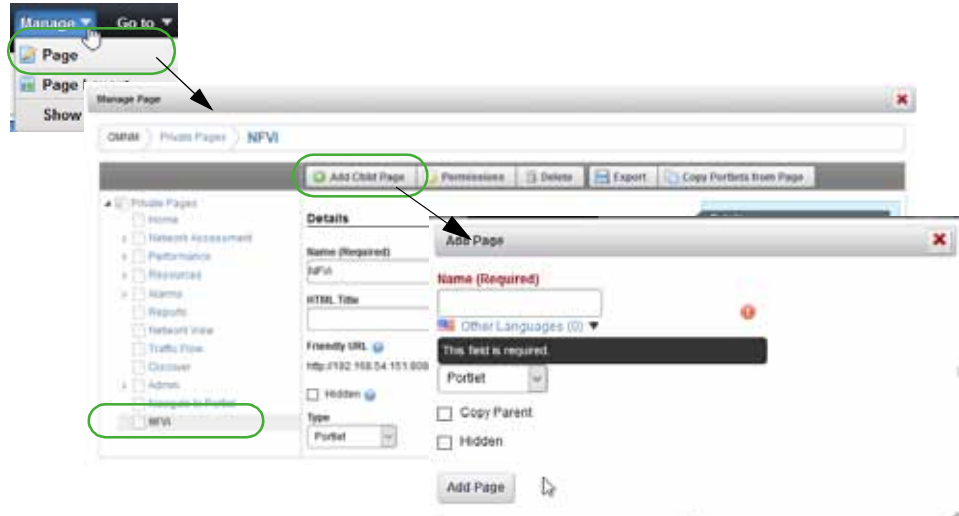 Manage Go to
Page
Page
Show
Manage Page
OMNM Private Pages NFVI
Add Child Page Permissions Delete Export Copy Portlets from Page
Private Pages
Home
Network Assessment
Performance
Resources
Alarms
Reports
Network View
Traffic Flow
Discover
Admin
Navigate to Portlet
NFVI
Details
Name (Required)
NFVI
HTML Title
Friendly URL
Hidden
Type
Portlet
Add Page
Name (Required)
Other Languages (0)
This field is required.
Portlet
Copy Parent
Hidden
Add Page